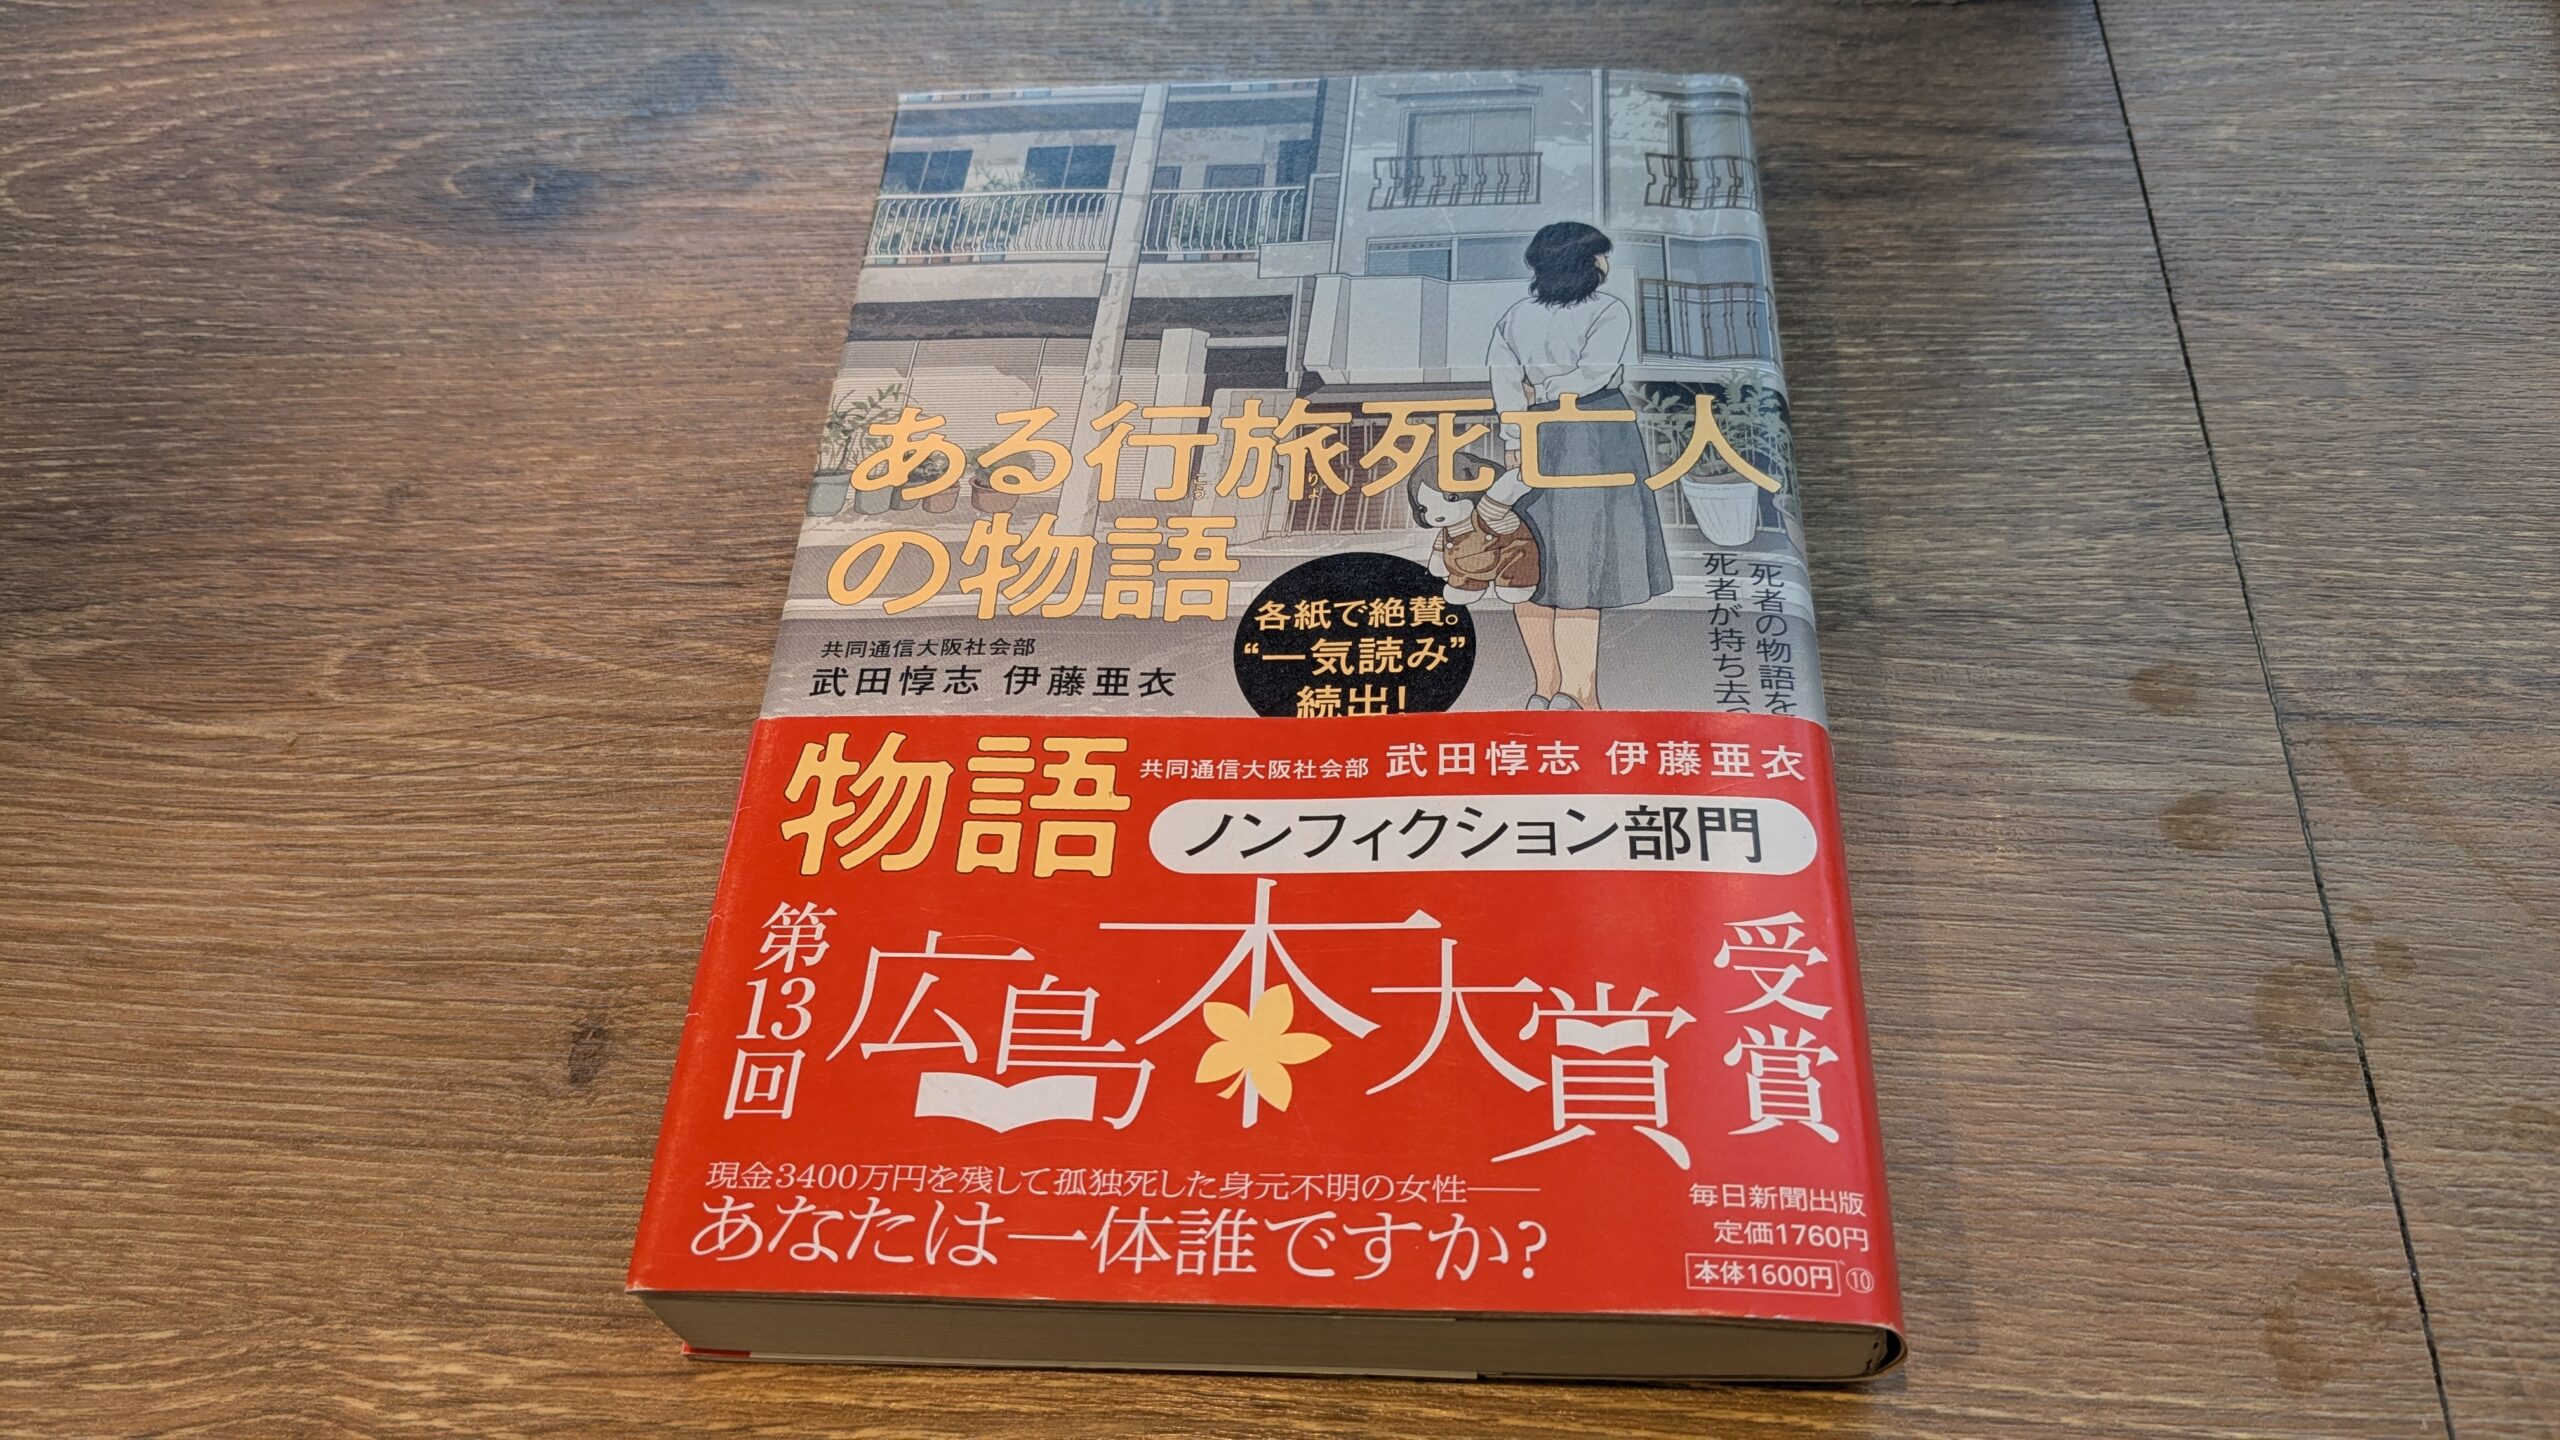 ある行旅死亡人
こう りょ
の物語
共同通信大阪社会部
武田惇志 伊藤亜衣
各紙で絶賛。
“一気読み”
続出!
死者の物語を
死者が持ち去っ
物語
共同通信大阪社会部 武田惇志 伊藤亜衣
ノンフィクション部門
第13回
広島本大賞
受賞
現金3400万円を残して孤独死した身元不明の女性——
あなたは一体誰ですか?
毎日新聞出版
定価1760円
本体1600円 ⑩